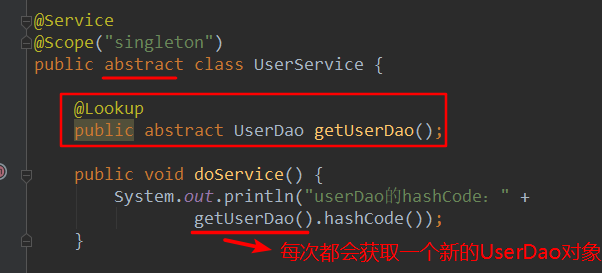 @Service
@Scope("singleton")
public abstract class UserService {
@Lookup
public abstract UserDao getUserDao();
public void doService() {
System.out.println("userDao的hashCode：" +
getUserDao().hashCode());
每次都会获取一个新的UserDao对象
}